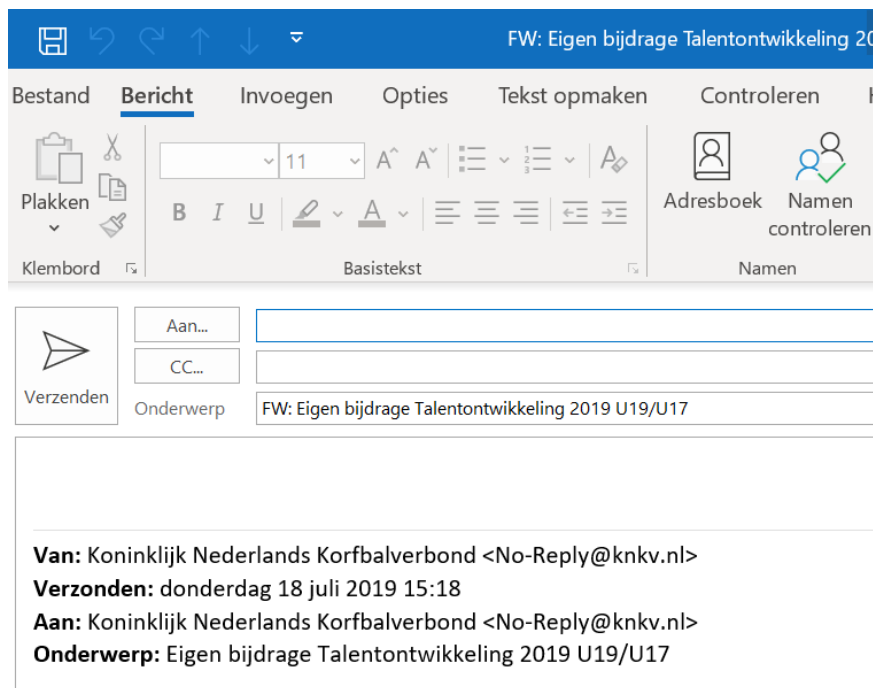 FW: Eigen bijdrage Talentontwikkeling 20
Bestand Bericht Invoegen Opties Tekst opmaken Controleren
Plakken
11
B I U A
Adresboek Namen controleren
Klembord Basistekst Namen
Verzenden
Aan...
CC...
Onderwerp FW: Eigen bijdrage Talentontwikkeling 2019 U19/U17
Van: Koninklijk Nederlands Korfbalverbond <No-Reply@knkv.nl>
Verzonden: donderdag 18 juli 2019 15:18
Aan: Koninklijk Nederlands Korfbalverbond <No-Reply@knkv.nl>
Onderwerp: Eigen bijdrage Talentontwikkeling 2019 U19/U17